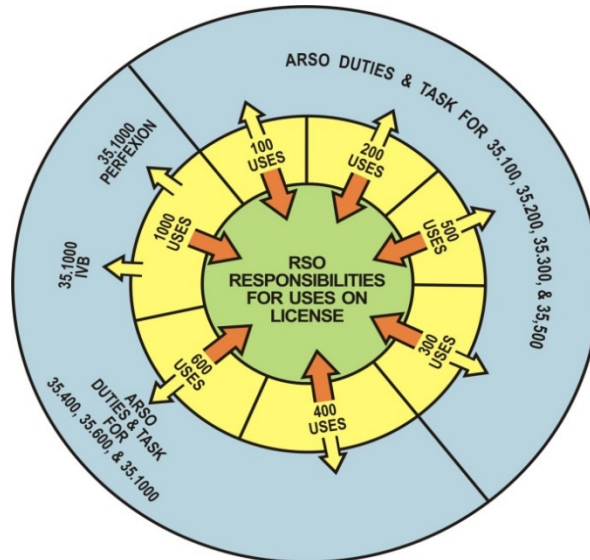 ARSO DUTIES & TASK FOR 35.100, 35.200, 35.300, & 35,500
35.1000
PERFEXION
35.1000
IVB
ARSO
DUTIES & TASK
FOR
35.400, 35.600, & 35.1000
100
USES
200
USES
500
USES
300
USES
400
USES
600
USES
1000
USES
RSO
RESPONSIBILITIES
FOR USES ON
LICENSE